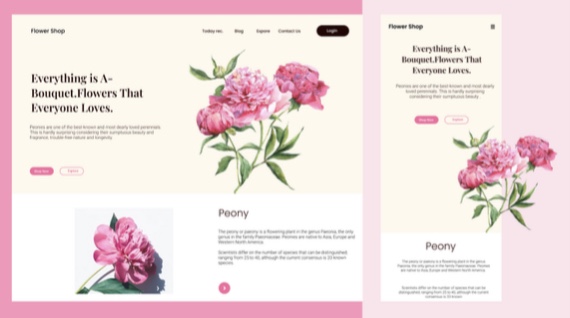 Flower Shop
Today no.
Blog
Expore
Contact Us
Login
Everything is A-
Bouquet.Flowers That
Everyone Loves.
Peonies are one of the best-known and most dearly loved perennials.
This is hardly surprising considering their sumptuous beauty and
fragrance, trouble-free nature and longevity.
Shop Now
Explore
Peony
The peony or paeony is a flowering plant in the genus Paeonia, the only
genus in the family Paeoniaceae. Peonies are native to Asia, Europe and
Western North America.
Scientists differ on the number of species that can be distinguished
ranging from 25 to 40, although the current consensus is 33 known
species.
Flower Shop
Everything is A-
Bouquet.Flowers That
Everyone Loves.
Peonies are one of the best-known and most dearly
loved perennials. This is hardly surprising
considering their sumptuous beauty
Shop Now
Explore
Peony
The peony or paeony is a flowering plant in the genus
Paeonia, the only genus in the family Paeoniaceae. Peonies
are native to Asia, Europe and Western North America.
Scientists differ on the number of species that can be
distinguished ranging from 25 to 40, although the current
consensus is 33 known species